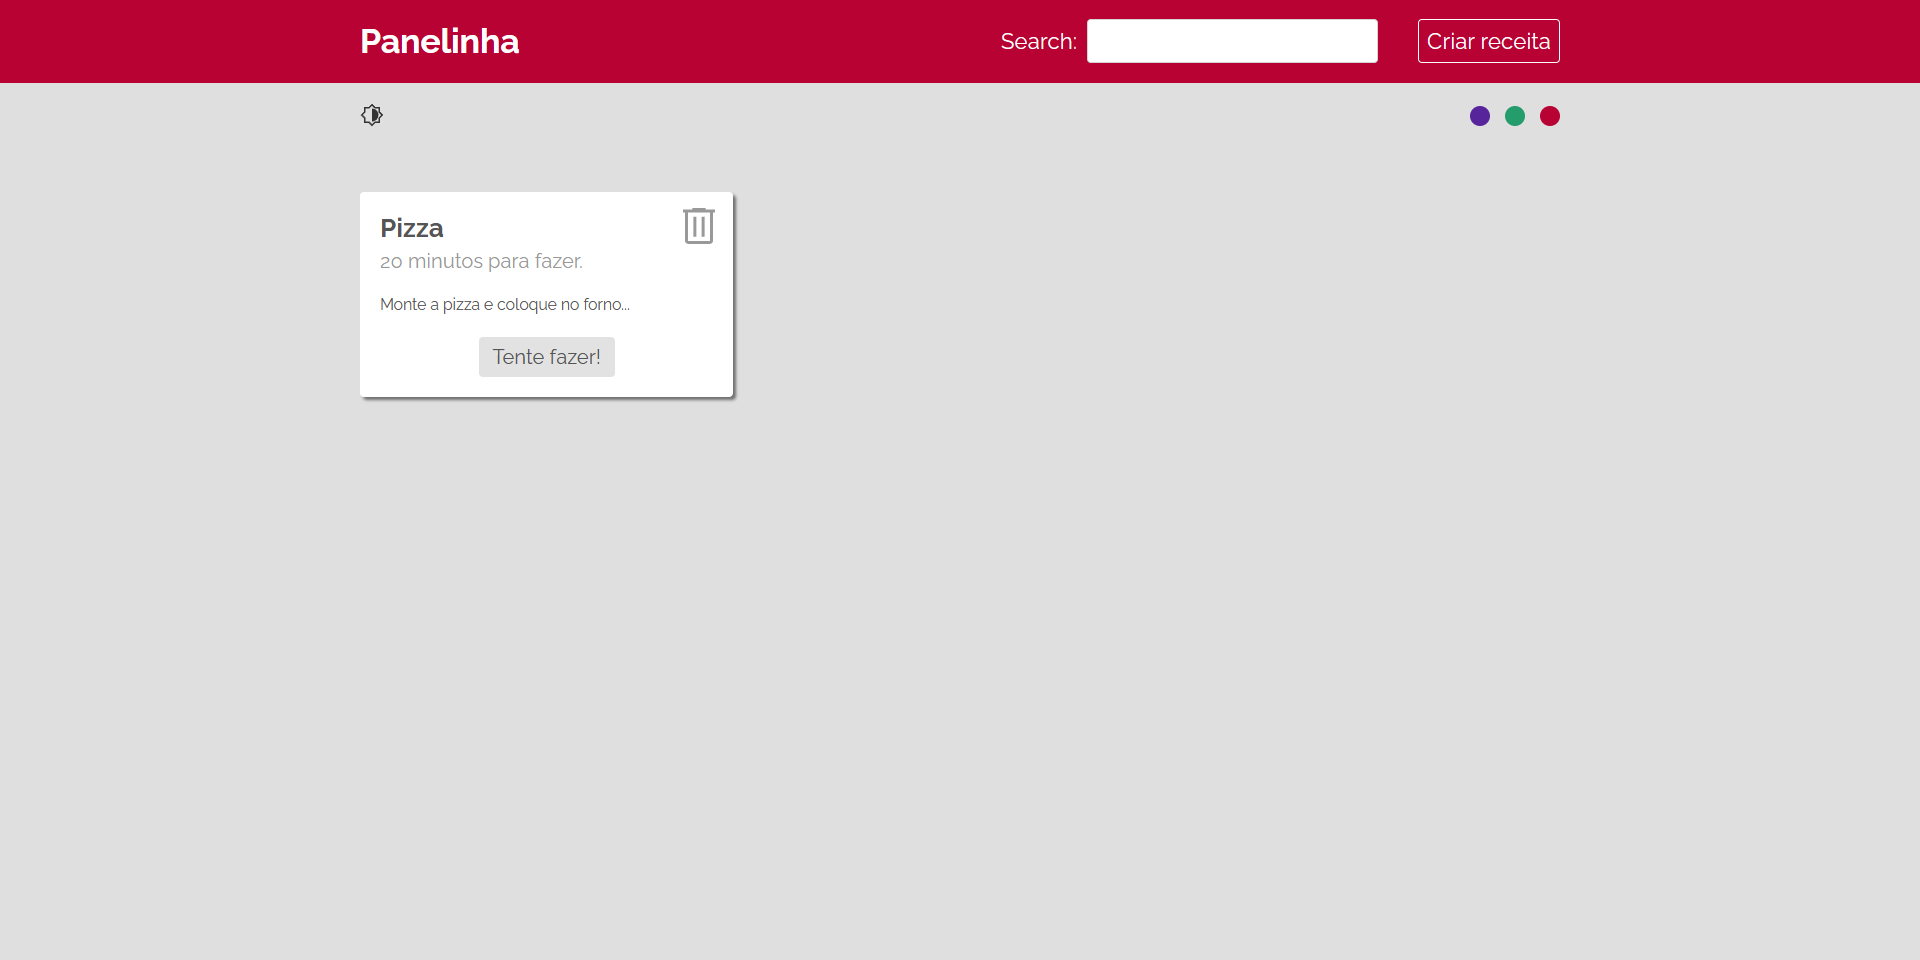 Panelinha
Search:
Criar receita
Pizza
20 minutos para fazer.
Monte a pizza e coloque no forno...
Tente fazer!